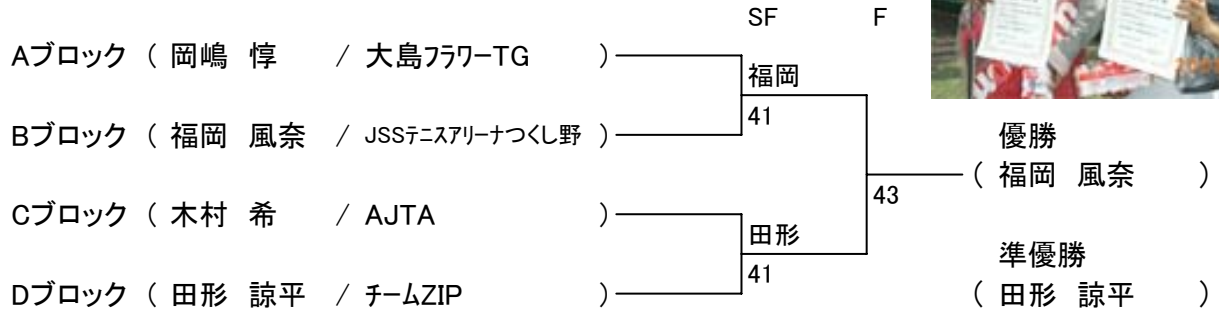 SF F
Aブロック ( 岡嶋 惇 / 大島フラワーTG )
福岡
41
Bブロック ( 福岡 風奈 / JSSテニスアリーナつくし野 )
優勝
( 福岡 風奈 )
43
Cブロック ( 木村 希 / AJTA )
田形
41
準優勝
Dブロック ( 田形 諒平 / チームZIP )
( 田形 諒平 )